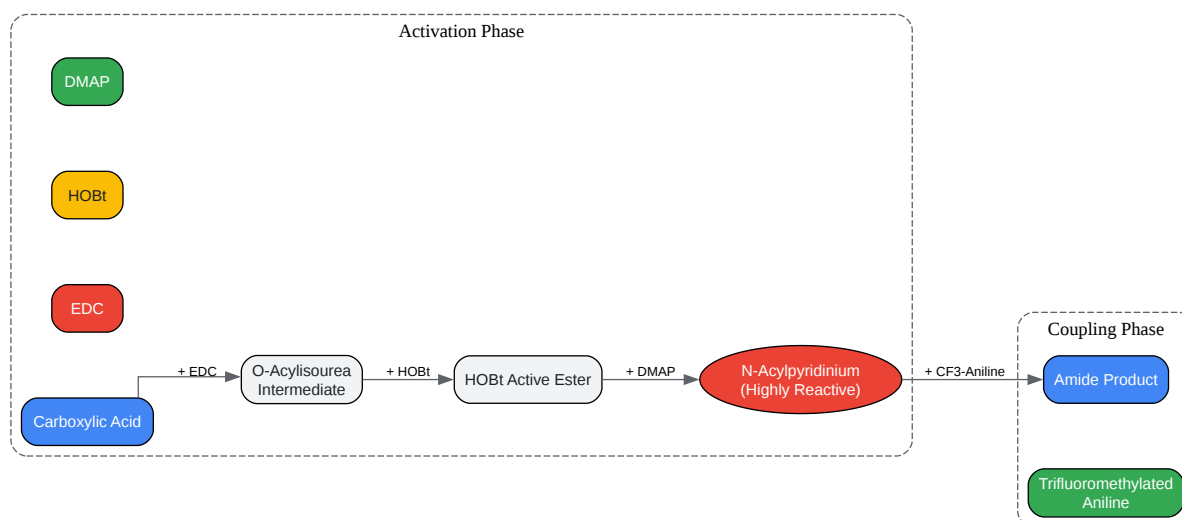 Activation Phase
DMAP
HOBt
EDC
Carboxylic Acid
+ EDC
O-Acylisourea
Intermediate
+ HOBt
HOBt Active Ester
+ DMAP
N-Acylpyridinium
(Highly Reactive)
+ CF3-Aniline
Coupling Phase
Amide Product
Trifluoromethylated
Aniline